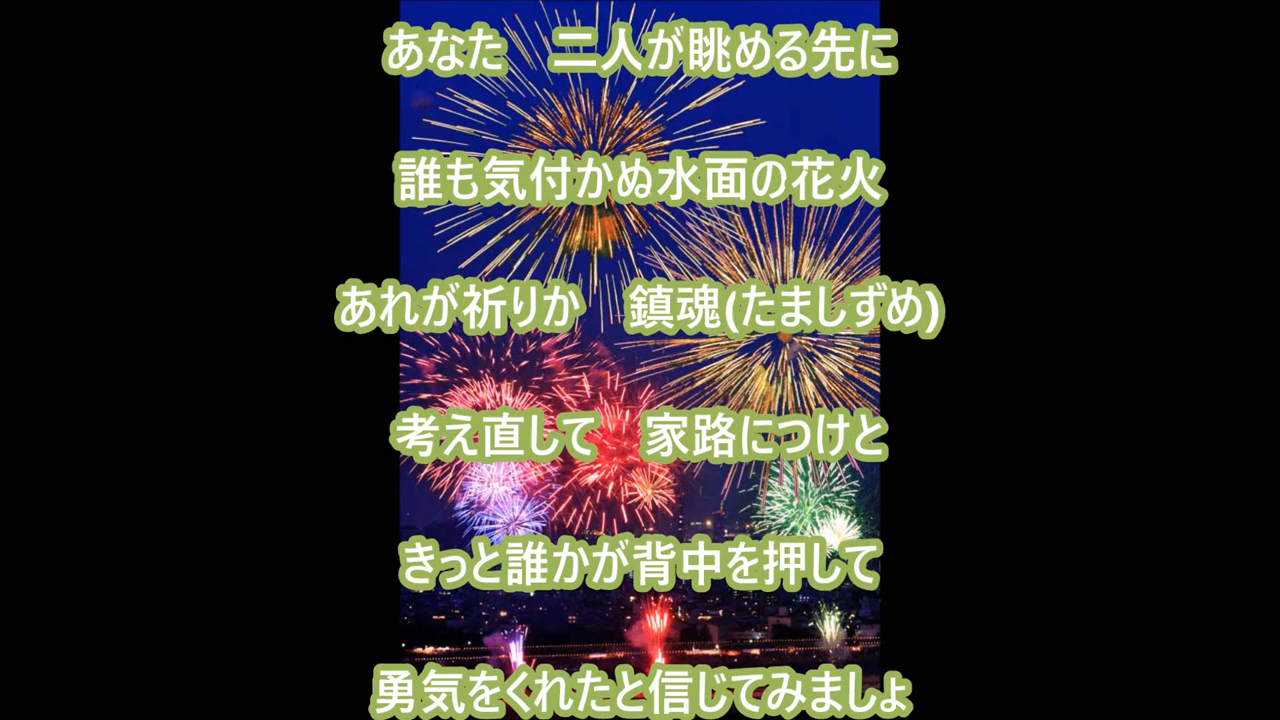 あなた　二人が眺める先に
誰も気付かぬ水面の花火
あれが祈りか　鎮魂(たましずめ)
考え直して　家路につけと
きっと誰かが背中を押して
勇気をくれたと信じてみましょ